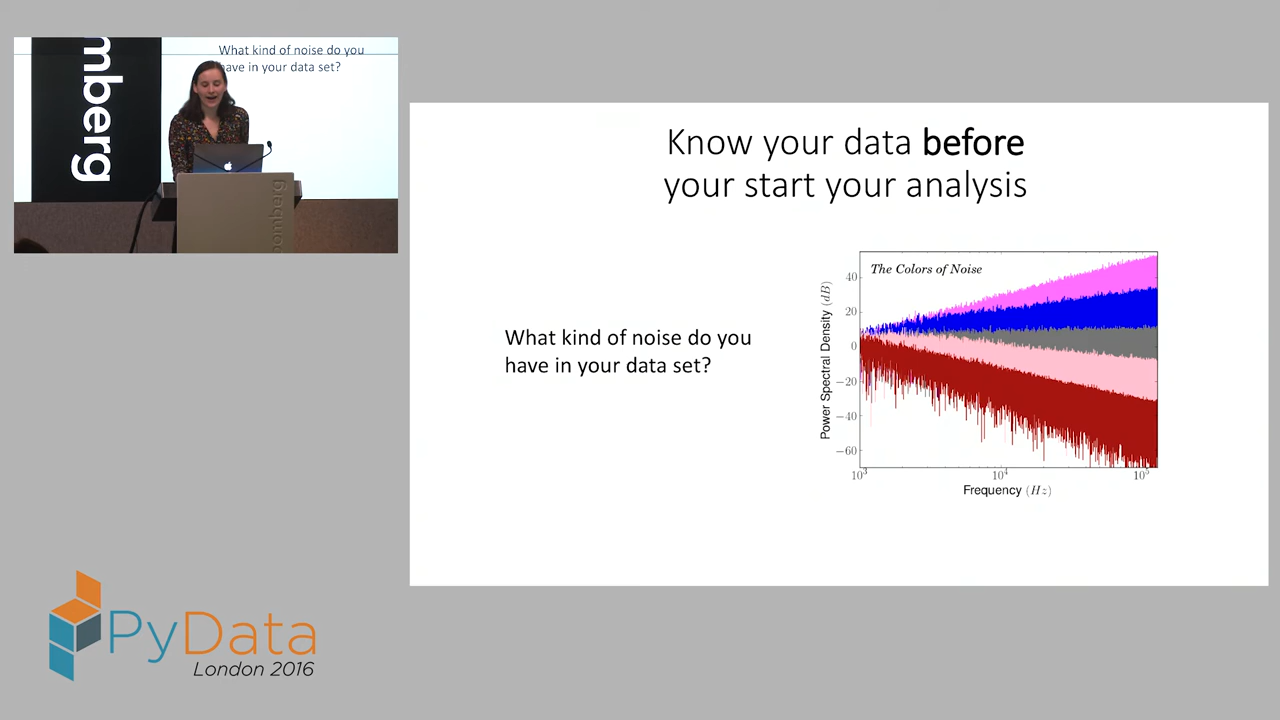 What kind of noise do you
have in your data set?
mberg
omberg
Know your data before
your start your analysis
What kind of noise do you
have in your data set?
The Colors of Noise
Power Spectral Density (dB)
40
20
0
−20
−40
−60
10³
10⁴
10⁵
Frequency (Hz)
PyData
London 2016